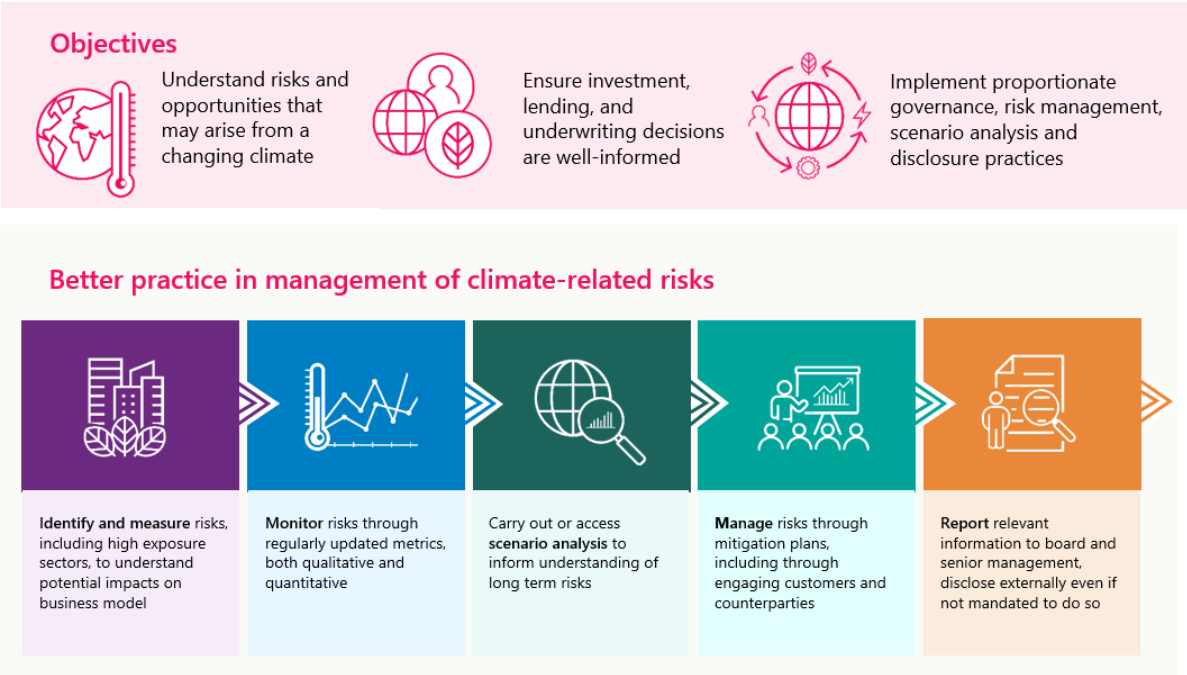 Objectives
Understand risks and
opportunities that
may arise from a
changing climate
Ensure investment,
lending, and
underwriting decisions
are well-informed
Implement proportionate
governance, risk management,
scenario analysis and
disclosure practices
Better practice in management of climate-related risks
Identify and measure risks,
including high exposure
sectors, to understand
potential impacts on
business model
Monitor risks through
regularly updated metrics,
both qualitative and
quantitative
Carry out or access
scenario analysis to
inform understanding of
long term risks
Manage risks through
mitigation plans,
including through
engaging customers and
counterparties
Report relevant
information to board and
senior management,
disclose externally even if
not mandated to do so